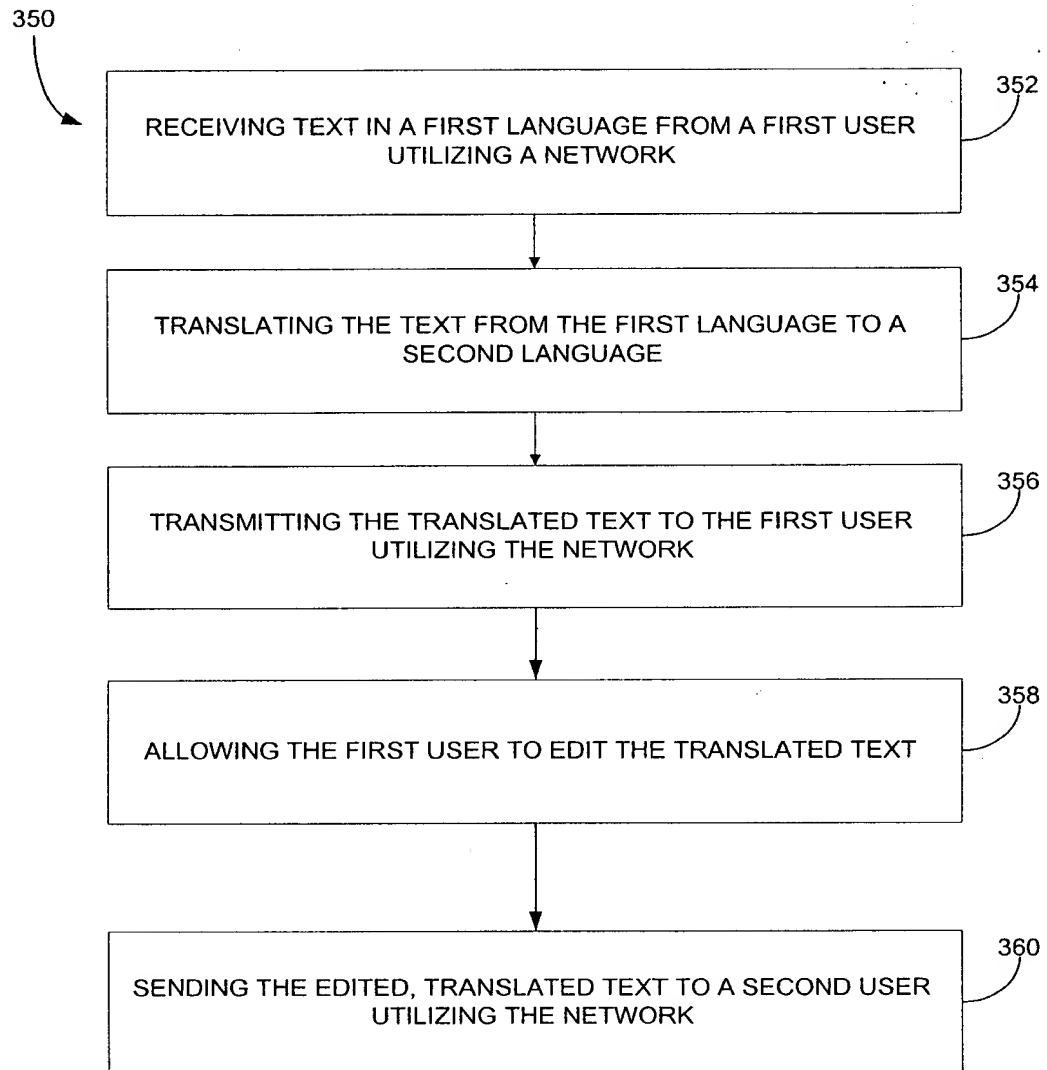 350
352
RECEIVING TEXT IN A FIRST LANGUAGE FROM A FIRST USER
UTILIZING A NETWORK
354
TRANSLATING THE TEXT FROM THE FIRST LANGUAGE TO A
SECOND LANGUAGE
356
TRANSMITTING THE TRANSLATED TEXT TO THE FIRST USER
UTILIZING THE NETWORK
358
ALLOWING THE FIRST USER TO EDIT THE TRANSLATED TEXT
360
SENDING THE EDITED, TRANSLATED TEXT TO A SECOND USER
UTILIZING THE NETWORK